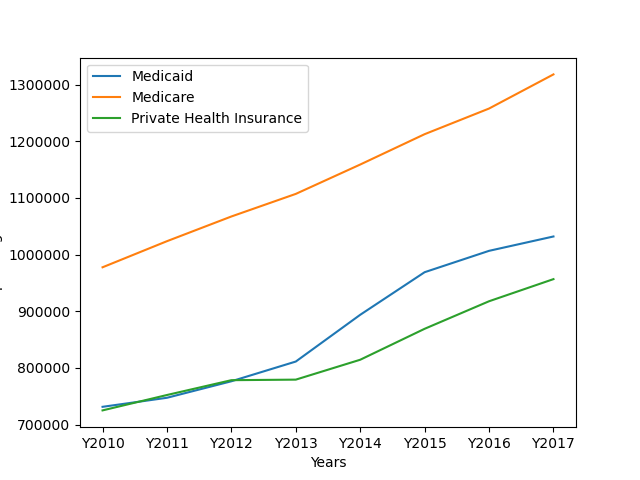 Medicaid
Medicare
Private Health Insurance
1300000
1200000
1100000
1000000
900000
800000
700000
Y2010 Y2011 Y2012 Y2013 Y2014 Y2015 Y2016 Y2017
Years